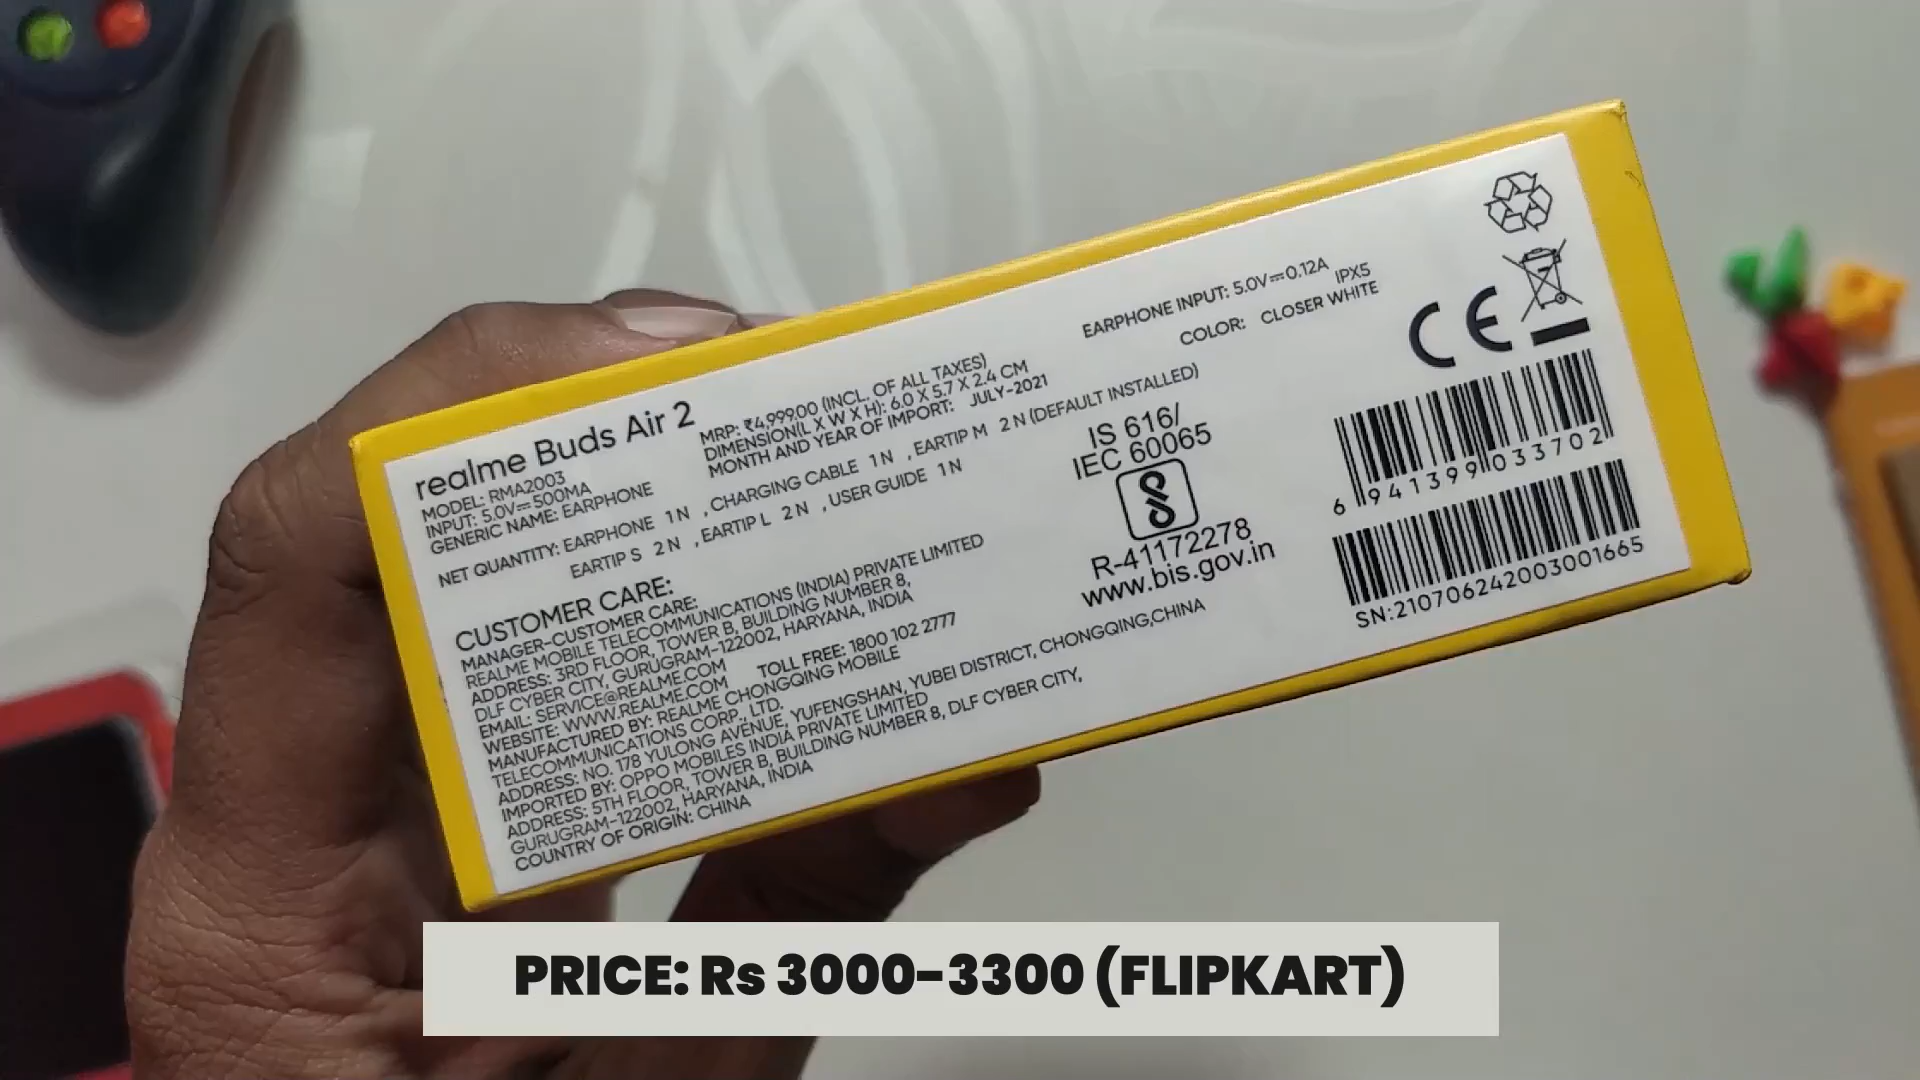 realme Buds Air 2
MODEL: RMA2003
INPUT: 5.0V⎓500MA
GENERIC NAME: EARPHONE
MRP: ₹4,999.00 (INCL. OF ALL TAXES)
DIMENSION(L X W X H): 6.0 X 5.7 X 2.4 CM
MONTH AND YEAR OF IMPORT: JULY-2021
NET QUANTITY: EARPHONE 1 N , CHARGING CABLE 1 N , EARTIP M 2 N (DEFAULT INSTALLED)
EARTIP S 2 N , EARTIP L 2 N , USER GUIDE 1 N
EARPHONE INPUT: 5.0V⎓0.12A
IPX5
COLOR: CLOSER WHITE
CUSTOMER CARE:
MANAGER-CUSTOMER CARE:
REALME MOBILE TELECOMMUNICATIONS (INDIA) PRIVATE LIMITED
ADDRESS: 3RD FLOOR, TOWER B, BUILDING NUMBER 8,
DLF CYBER CITY, GURUGRAM-122002, HARYANA, INDIA
EMAIL: SERVICE@REALME.COM
TOLL FREE: 1800 102 2777
WEBSITE: WWW.REALME.COM
MANUFACTURED BY: REALME CHONGQING MOBILE
TELECOMMUNICATIONS CORP., LTD.
ADDRESS: NO. 178 YULONG AVENUE, YUFENGSHAN, YUBEI DISTRICT, CHONGQING,CHINA
IMPORTED BY: OPPO MOBILES INDIA PRIVATE LIMITED
ADDRESS: 5TH FLOOR, TOWER B, BUILDING NUMBER 8, DLF CYBER CITY,
GURUGRAM-122002, HARYANA, INDIA
COUNTRY OF ORIGIN: CHINA
IS 616/
IEC 60065
R-41172278
www.bis.gov.in
CE
6 941399 033702
SN:210706242003001665
PRICE: Rs 3000-3300 (FLIPKART)